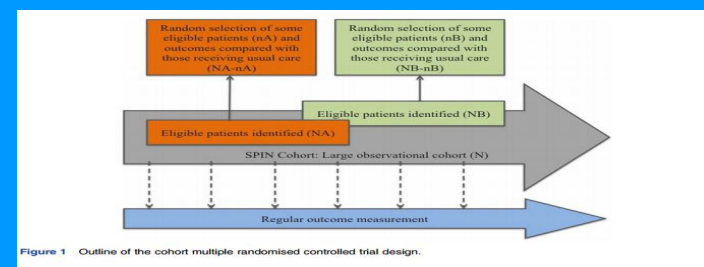 Random selection of some
eligible patients (nA) and
outcomes compared with
those receiving usual care
(NA-nA)
Random selection of some
eligible patients (nB) and
outcomes compared with
those receiving usual care
(NB-nB)
Eligible patients identified (NB)
Eligible patients identified (NA)
SPIN Cohort: Large observational cohort (N)
Regular outcome measurement
Figure 1 Outline of the cohort multiple randomised controlled trial design.